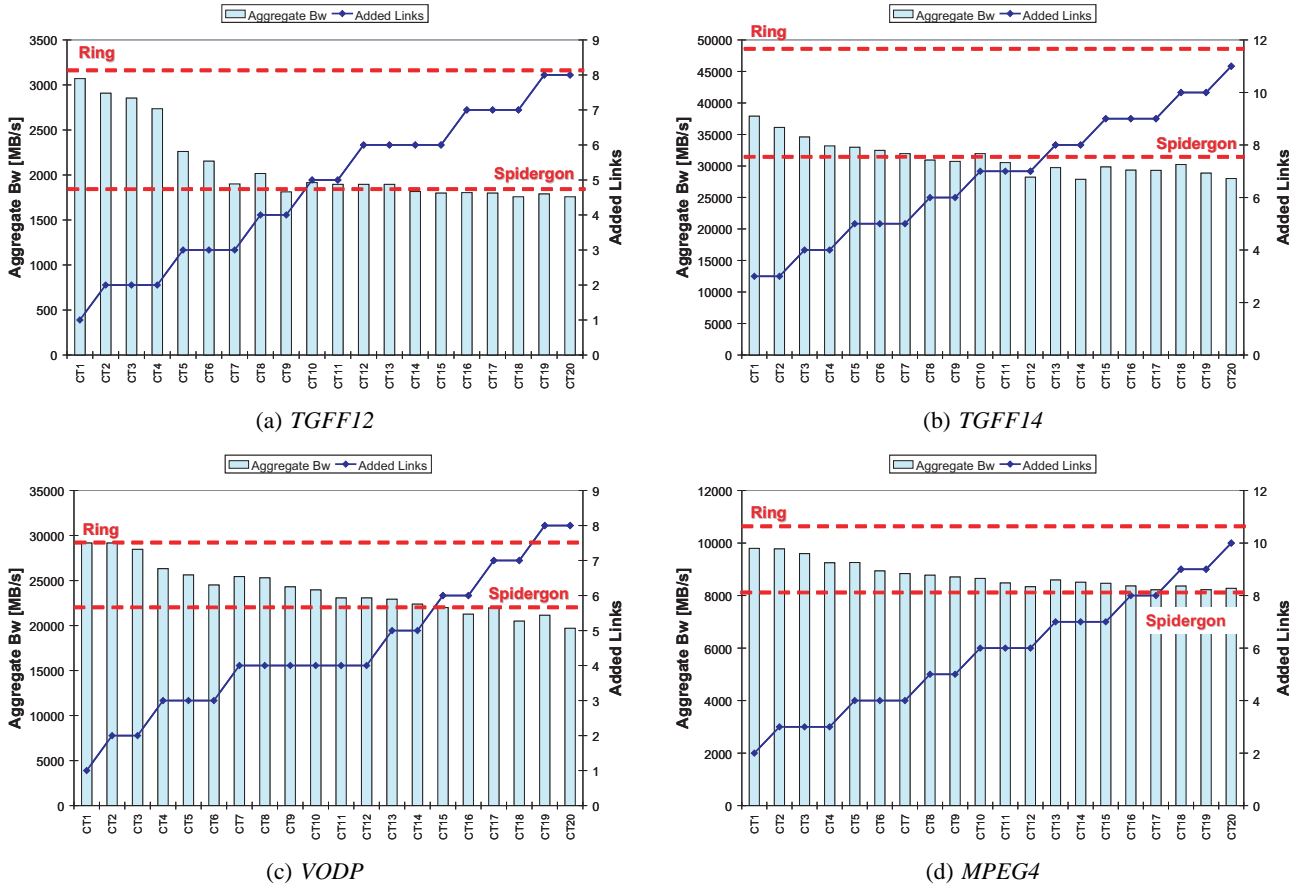 Aggregate Bw Added Links
3500
3000
2500
2000
1500
1000
500
0
Aggregate Bw [MB/s]
Ring
Spidergon
9
8
7
6
5
4
3
2
1
0
Added Links
CT1 CT2 CT3 CT4 CT5 CT6 CT7 CT8 CT9 CT10 CT11 CT12 CT13 CT14 CT15 CT16 CT17 CT18 CT19 CT20
(a) TGFF12
Aggregate Bw Added Links
50000
45000
40000
35000
30000
25000
20000
15000
10000
5000
0
Aggregate Bw [MB/s]
Ring
Spidergon
12
10
8
6
4
2
0
Added Links
CT1 CT2 CT3 CT4 CT5 CT6 CT7 CT8 CT9 CT10 CT11 CT12 CT13 CT14 CT15 CT16 CT17 CT18 CT19 CT20
(b) TGFF14
Aggregate Bw Added Links
35000
30000
25000
20000
15000
10000
5000
0
Aggregate Bw [MB/s]
Ring
Spidergon
9
8
7
6
5
4
3
2
1
0
Added Links
CT1 CT2 CT3 CT4 CT5 CT6 CT7 CT8 CT9 CT10 CT11 CT12 CT13 CT14 CT15 CT16 CT17 CT18 CT19 CT20
(c) VODP
Aggregate Bw Added Links
12000
10000
8000
6000
4000
2000
0
Aggregate Bw [MB/s]
Ring
Spidergon
12
10
8
6
4
2
0
Added Links
CT1 CT2 CT3 CT4 CT5 CT6 CT7 CT8 CT9 CT10 CT11 CT12 CT13 CT14 CT15 CT16 CT17 CT18 CT19 CT20
(d) MPEG4